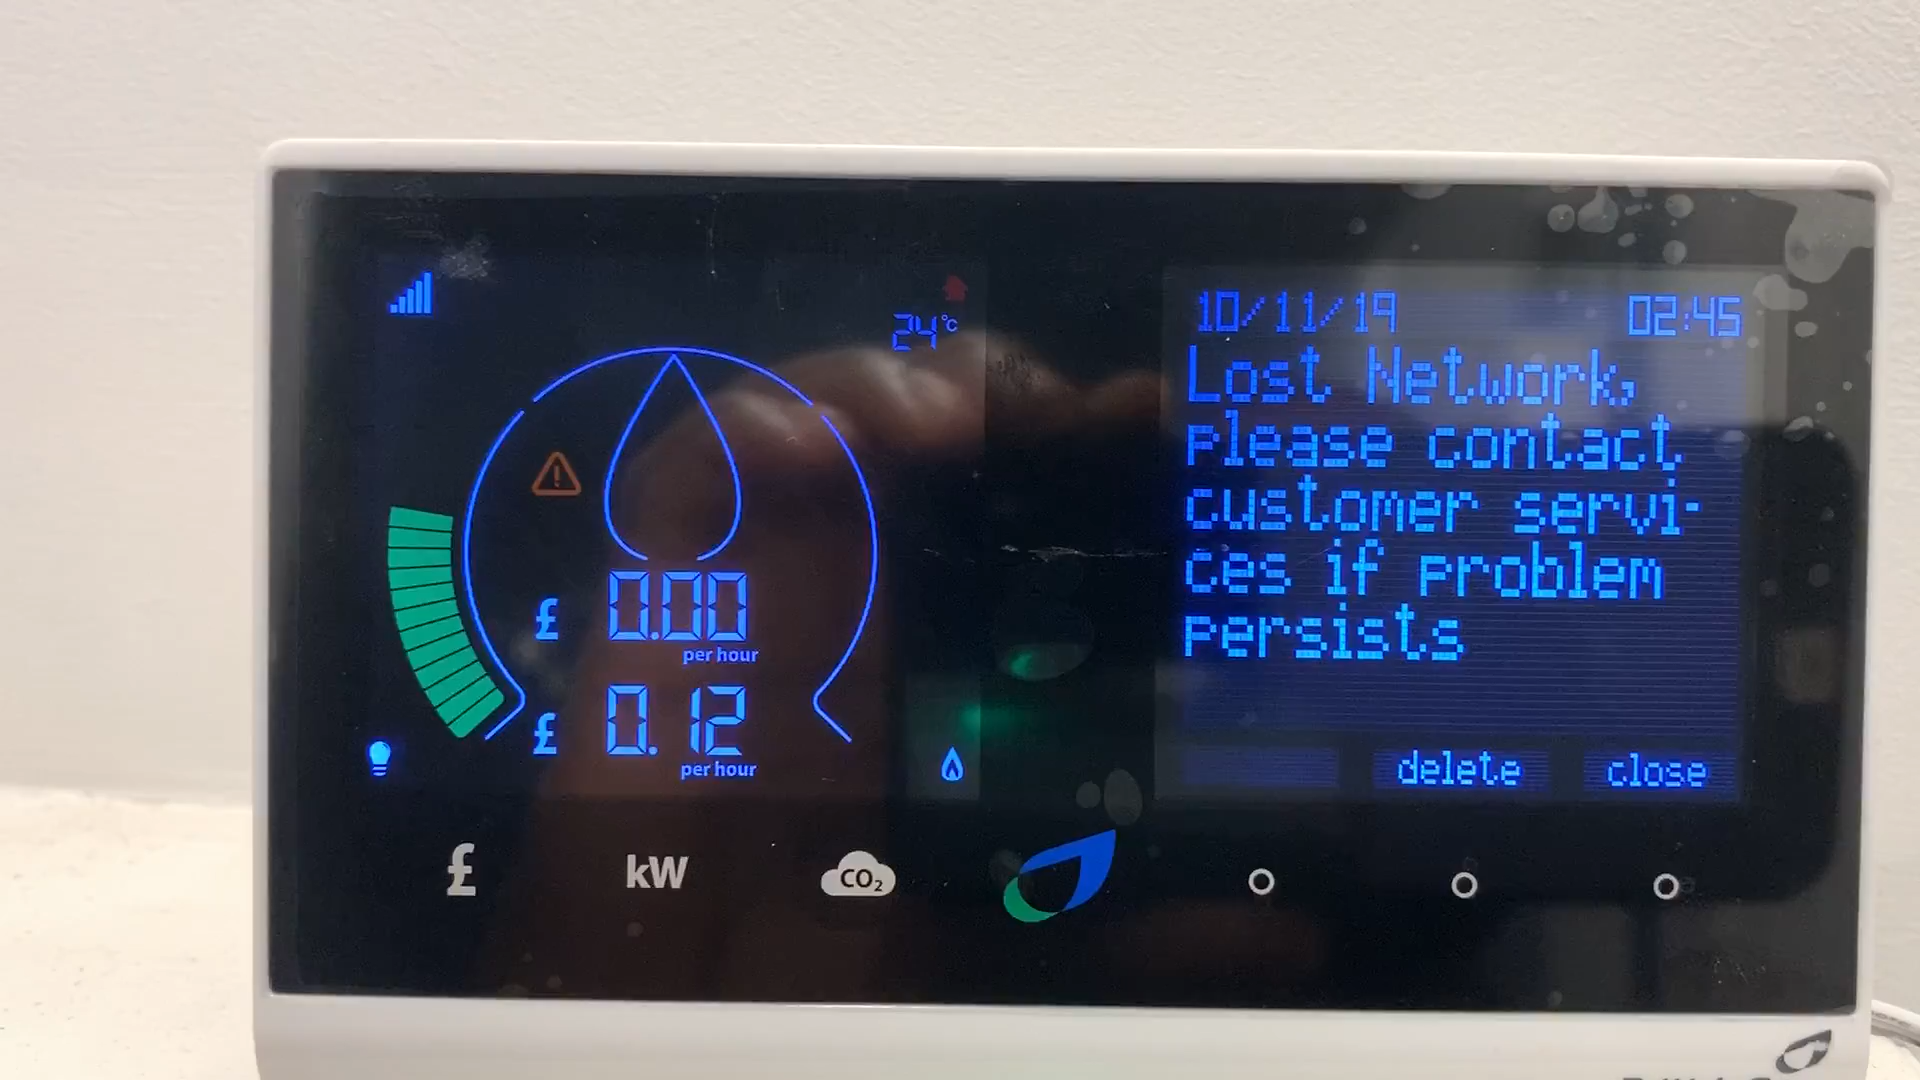 24°C
£ 0.00
per hour
£ 0.12
per hour
£ kW CO₂
10/11/19 02:45
Lost Network,
please contact
customer servi-
ces if problem
persists
delete close